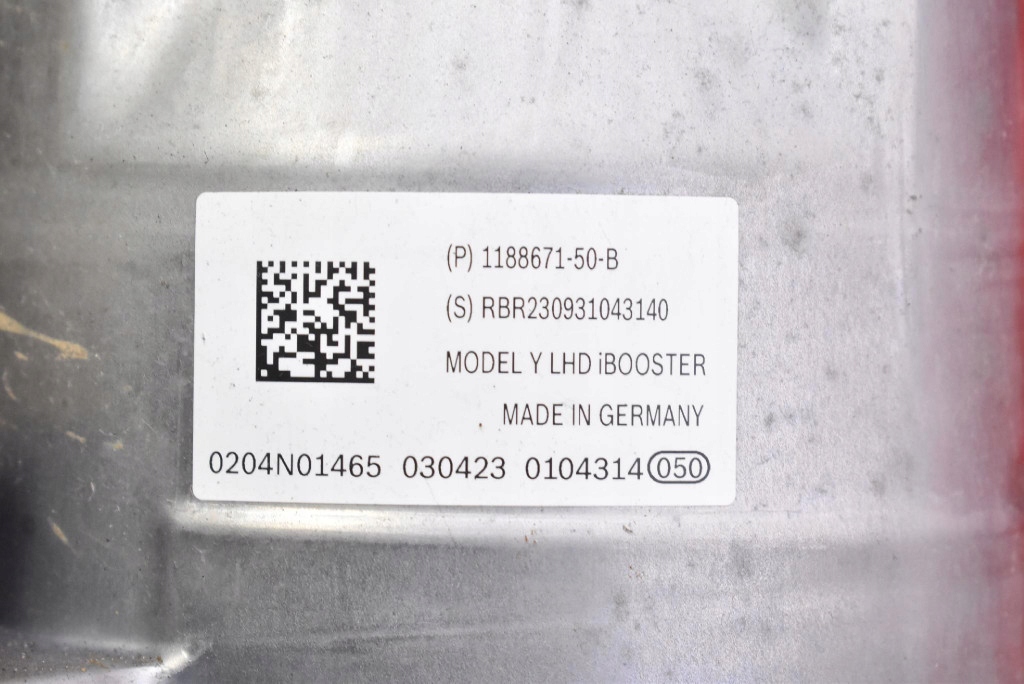 (P) 1188671-50-B
(S) RBR230931043140
MODEL Y LHD iBOOSTER
MADE IN GERMANY
0204N01465 030423 0104314 050